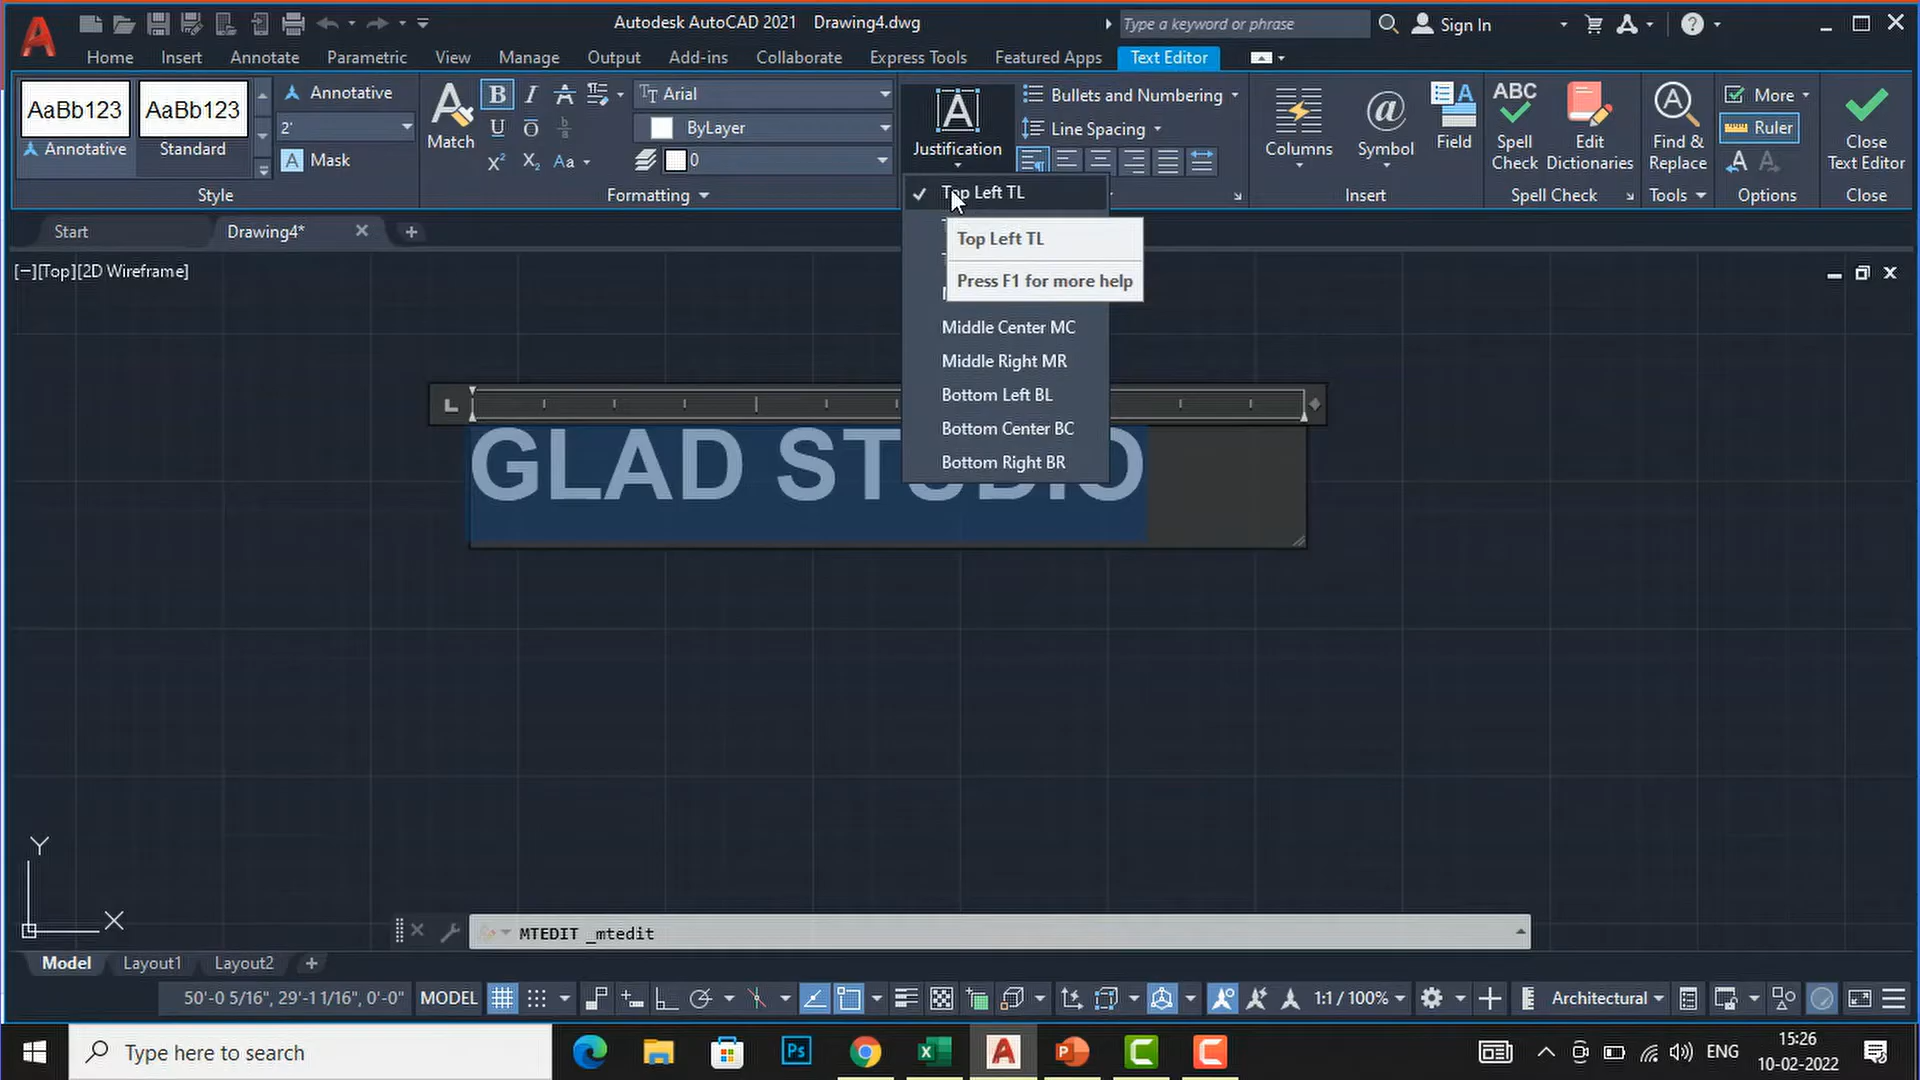 Autodesk AutoCAD 2021 Drawing4.dwg
Type a keyword or phrase
Sign In
Home Insert Annotate Parametric View Manage Output Add-ins Collaborate Express Tools Featured Apps Text Editor
AaBb123 Annotative
AaBb123 Standard
Annotative
2'
Mask
Style
Match
B I A
U O b/a
X² X₂ Aa
Arial
ByLayer
0
Formatting
Justification
Bullets and Numbering
Line Spacing
Columns
Symbol
Field
Insert
ABC
Spell Check
Edit Dictionaries
Spell Check
Find & Replace
Tools
More
Ruler
Options
Close Text Editor
Close
Top Left TL
Top Left TL
Press F1 for more help
Middle Center MC
Middle Right MR
Bottom Left BL
Bottom Center BC
Bottom Right BR
Start
Drawing4*
[−][Top][2D Wireframe]
GLAD STUDIO
Y
X
MTEDIT _mtedit
Model Layout1 Layout2 +
50'-0 5/16", 29'-1 1/16", 0'-0" MODEL 1:1 / 100% Architectural
Type here to search
ENG
15:26
10-02-2022